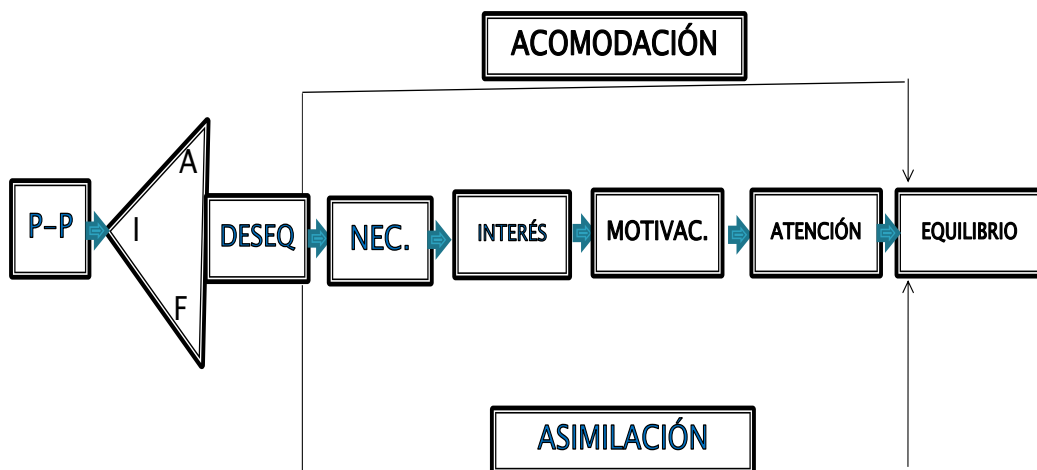 ACOMODACIÓN
A
P-P
I
DESEQ
NEC.
INTERÉS
MOTIVAC.
ATENCIÓN
EQUILIBRIO
F
ASIMILACIÓN